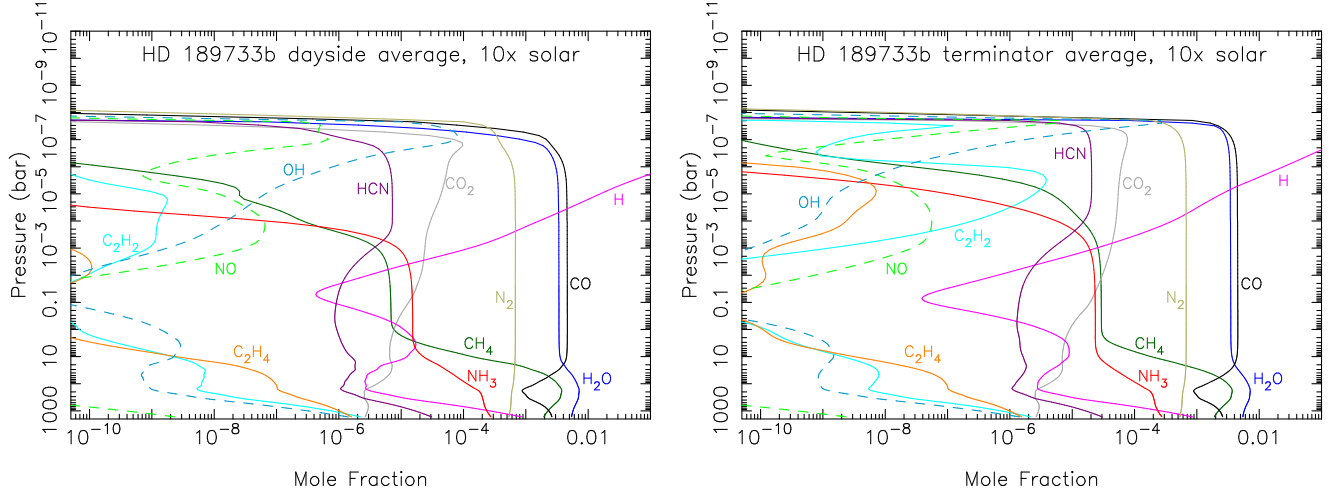 HD 189733b dayside average, 10x solar
10⁻¹¹
10⁻⁹
10⁻⁷
10⁻⁵
10⁻³
0.1
10
1000
Pressure (bar)
OH
HCN
CO₂
H
C₂H₂
NO
N₂
CO
C₂H₄
CH₄
NH₃
H₂O
10⁻¹⁰ 10⁻⁸ 10⁻⁶ 10⁻⁴ 0.01
Mole Fraction
HD 189733b terminator average, 10x solar
10⁻¹¹
10⁻⁹
10⁻⁷
10⁻⁵
10⁻³
0.1
10
1000
Pressure (bar)
HCN
CO₂
H
OH
C₂H₂
NO
N₂
CO
C₂H₄
CH₄
NH₃
H₂O
10⁻¹⁰ 10⁻⁸ 10⁻⁶ 10⁻⁴ 0.01
Mole Fraction